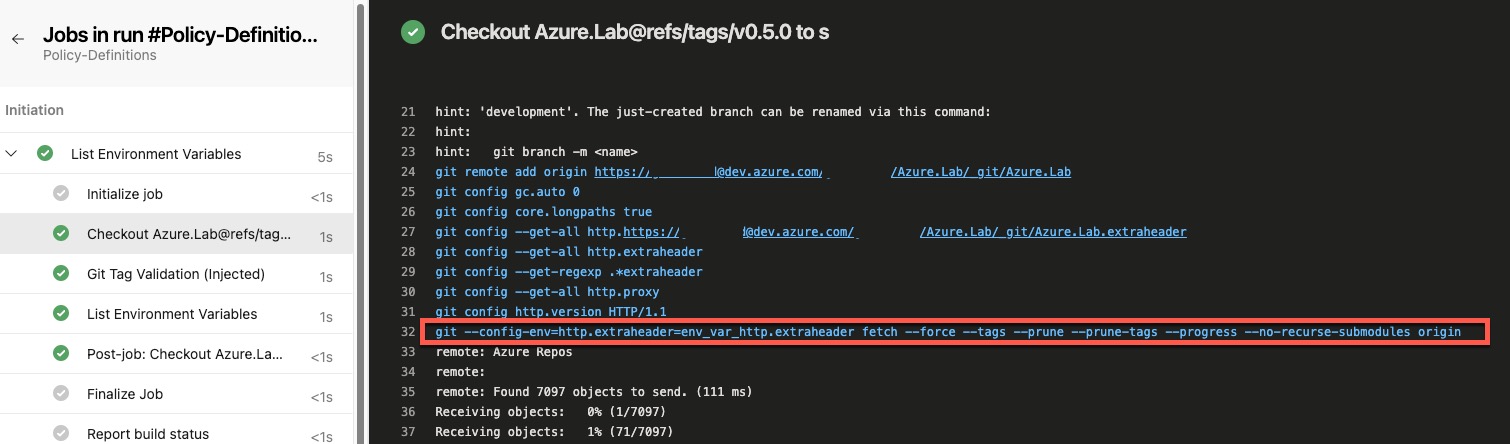 Jobs in run #Policy-Definitio...
Policy-Definitions
Initiation
List Environment Variables 5s
Initialize job <1s
Checkout Azure.Lab@refs/tag... 1s
Git Tag Validation (Injected) 1s
List Environment Variables 1s
Post-job: Checkout Azure.La... <1s
Finalize Job <1s
Report build status <1s
Checkout Azure.Lab@refs/tags/v0.5.0 to s
21 hint: 'development'. The just-created branch can be renamed via this command:
22 hint:
23 hint:   git branch -m <name>
24 git remote add origin https:// @dev.azure.com/ /Azure.Lab/_git/Azure.Lab
25 git config gc.auto 0
26 git config core.longpaths true
27 git config --get-all http.https:// @dev.azure.com/ /Azure.Lab/_git/Azure.Lab.extraheader
28 git config --get-all http.extraheader
29 git config --get-regexp .*extraheader
30 git config --get-all http.proxy
31 git config http.version HTTP/1.1
32 git --config-env=http.extraheader=env_var_http.extraheader fetch --force --tags --prune --prune-tags --progress --no-recurse-submodules origin
33 remote: Azure Repos
34 remote:
35 remote: Found 7097 objects to send. (111 ms)
36 Receiving objects:   0% (1/7097)
37 Receiving objects:   1% (71/7097)